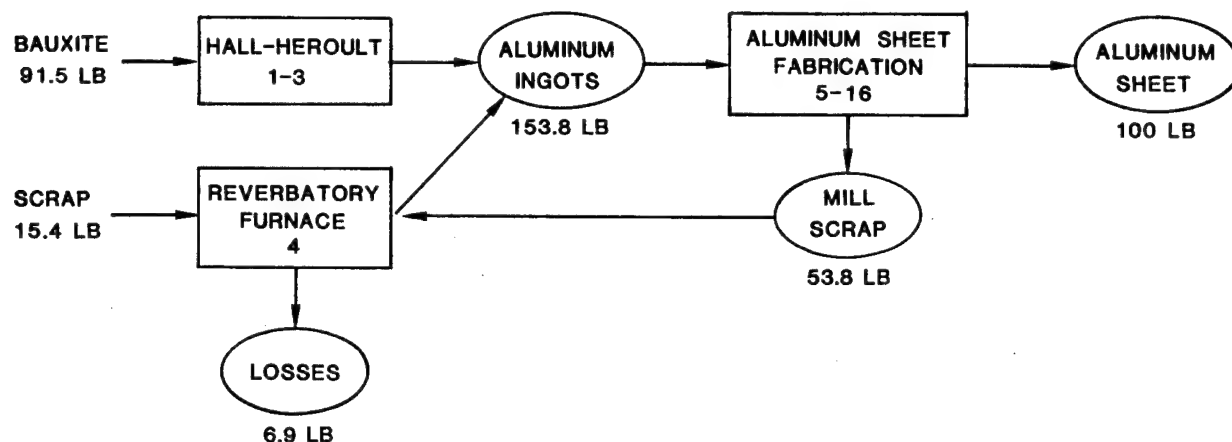 BAUXITE
91.5 LB
HALL-HEROULT
1-3
ALUMINUM
INGOTS
153.8 LB
ALUMINUM SHEET
FABRICATION
5-16
ALUMINUM
SHEET
100 LB
SCRAP
15.4 LB
REVERBATORY
FURNACE
4
MILL
SCRAP
53.8 LB
LOSSES
6.9 LB